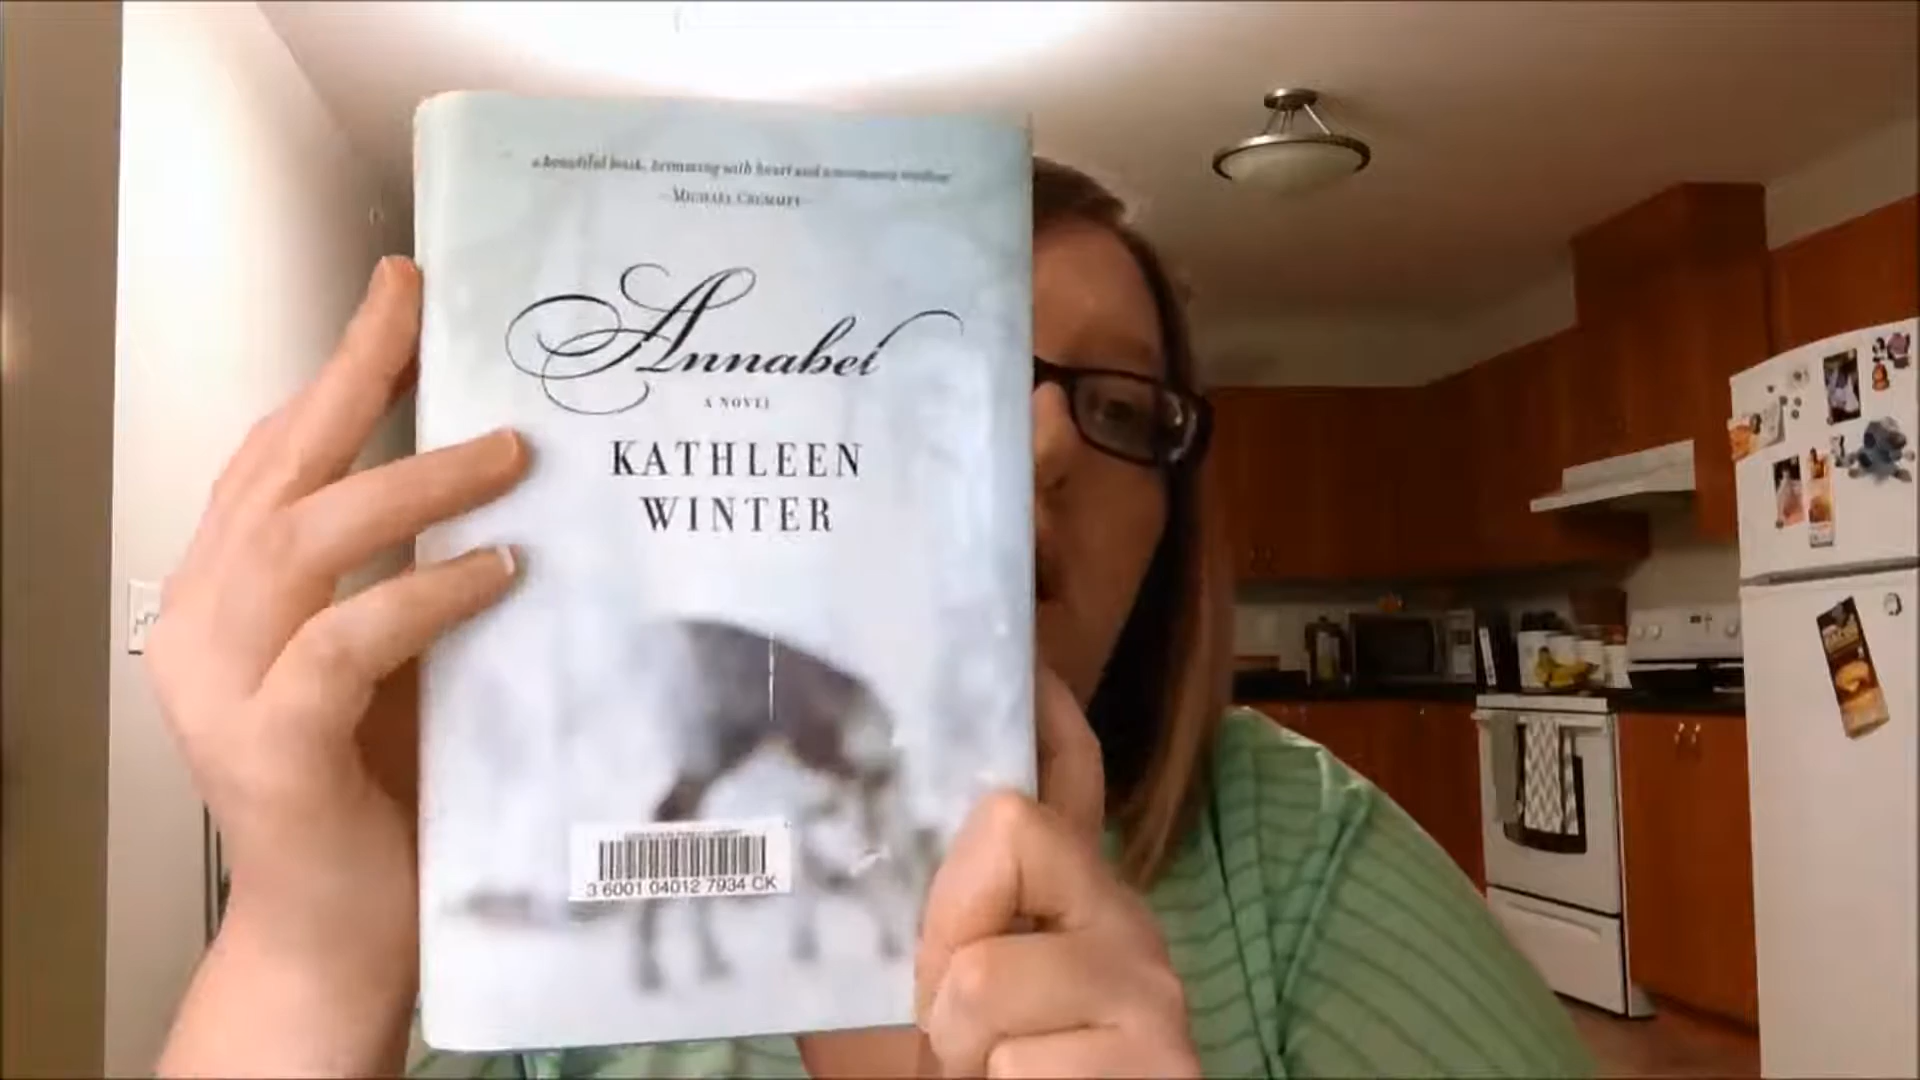 a beautiful book, brimming with heart and uncommon wisdom
—MICHAEL CRUMMEY—
Annabel
A NOVEL
KATHLEEN
WINTER
3 6001 04012 7934 CK